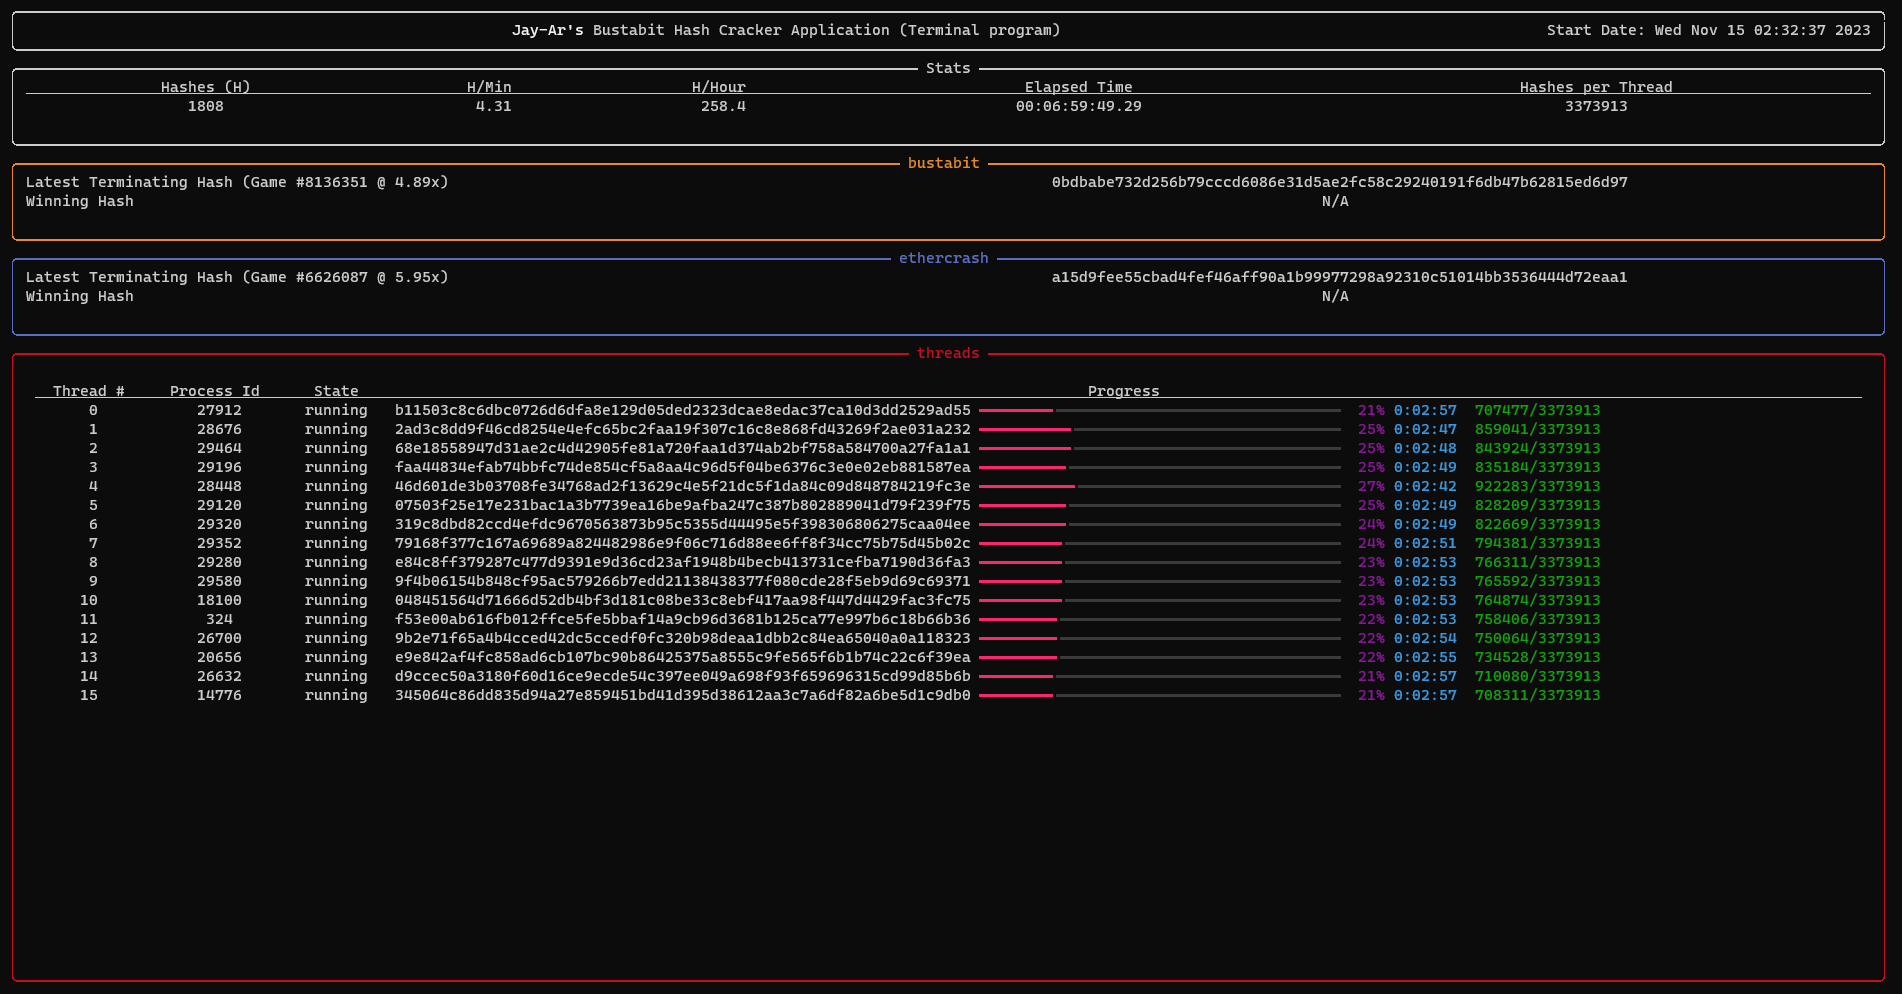 Jay-Ar's Bustabit Hash Cracker Application (Terminal program) Start Date: Wed Nov 15 02:32:37 2023
Stats
Hashes (H) H/Min H/Hour Elapsed Time Hashes per Thread
1808 4.31 258.4 00:06:59:49.29 3373913
bustabit
Latest Terminating Hash (Game #8136351 @ 4.89x) 0bdbabe732d256b79cccd6086e31d5ae2fc58c29240191f6db47b62815ed6d97
Winning Hash N/A
ethercrash
Latest Terminating Hash (Game #6626087 @ 5.95x) a15d9fee55cbad4fef46aff90a1b99977298a92310c51014bb3536444d72eaa1
Winning Hash N/A
threads
Thread # Process Id State Progress
0 27912 running b11503c8c6dbc0726d6dfa8e129d05ded2323dcae8edac37ca10d3dd2529ad55 21% 0:02:57 707477/3373913
1 28676 running 2ad3c8dd9f46cd8254e4efc65bc2faa19f307c16c8e868fd43269f2ae031a232 25% 0:02:47 859041/3373913
2 29464 running 68e18558947d31ae2c4d42905fe81a720faa1d374ab2bf758a584700a27fa1a1 25% 0:02:48 843924/3373913
3 29196 running faa44834efab74bbfc74de854cf5a8aa4c96d5f04be6376c3e0e02eb881587ea 25% 0:02:49 835184/3373913
4 28448 running 46d601de3b03708fe34768ad2f13629c4e5f21dc5f1da84c09d848784219fc3e 27% 0:02:42 922283/3373913
5 29120 running 07503f25e17e231bac1a3b7739ea16be9afba247c387b802889041d79f239f75 25% 0:02:49 828209/3373913
6 29320 running 319c8dbd82ccd4efdc9670563873b95c5355d44495e5f398306806275caa04ee 24% 0:02:49 822669/3373913
7 29352 running 79168f377c167a69689a824482986e9f06c716d88ee6ff8f34cc75b75d45b02c 24% 0:02:51 794381/3373913
8 29280 running e84c8ff379287c477d9391e9d36cd23af1948b4becb413731cefba7190d36fa3 23% 0:02:53 766311/3373913
9 29580 running 9f4b06154b848cf95ac579266b7edd21138438377f080cde28f5eb9d69c69371 23% 0:02:53 765592/3373913
10 18100 running 048451564d71666d52db4bf3d181c08be33c8ebf417aa98f447d4429fac3fc75 23% 0:02:53 764874/3373913
11 324 running f53e00ab616fb012ffce5fe5bbaf14a9cb96d3681b125ca77e997b6c18b66b36 22% 0:02:53 758406/3373913
12 26700 running 9b2e71f65a4b4cced42dc5ccedf0fc320b98deaa1dbb2c84ea65040a0a118323 22% 0:02:54 750064/3373913
13 20656 running e9e842af4fc858ad6cb107bc90b86425375a8555c9fe565f6b1b74c22c6f39ea 22% 0:02:55 734528/3373913
14 26632 running d9ccec50a3180f60d16ce9ecde54c397ee049a698f93f659696315cd99d85b6b 21% 0:02:57 710080/3373913
15 14776 running 345064c86dd835d94a27e859451bd41d395d38612aa3c7a6df82a6be5d1c9db0 21% 0:02:57 708311/3373913